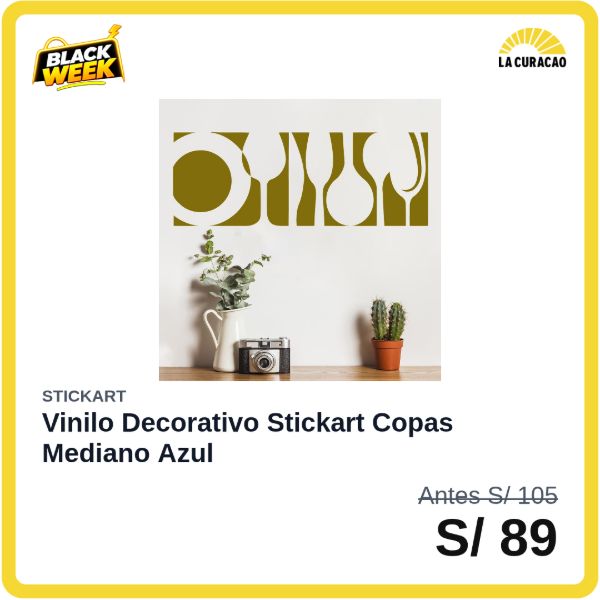 BLACK
WEEK
LA CURACAO
STICKART
Vinilo Decorativo Stickart Copas
Mediano Azul
Antes S/ 105
S/ 89